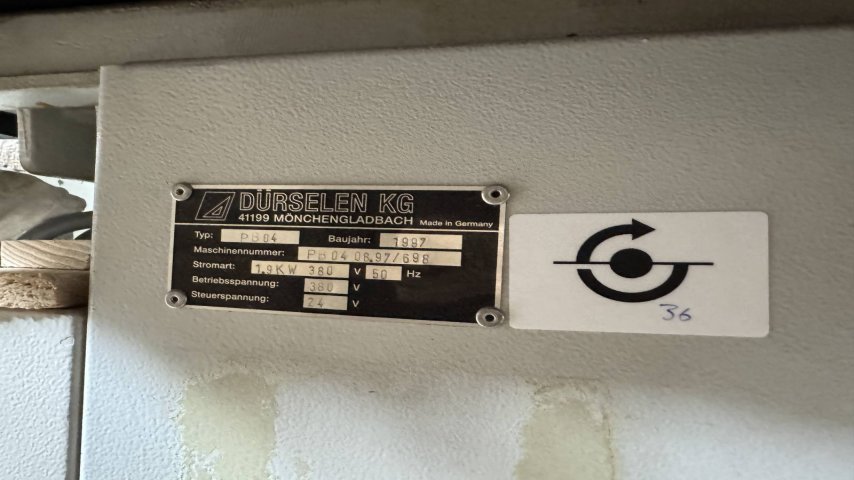 DÜRSELEN KG
41199 MÖNCHENGLADBACH Made in Germany
Typ: PB04 Baujahr: 1997
Maschinennummer: PB04 08.97/698
Stromart: 1.9KW 380 V 50 Hz
Betriebsspannung: 380 V
Steuerspannung: 24 V
36